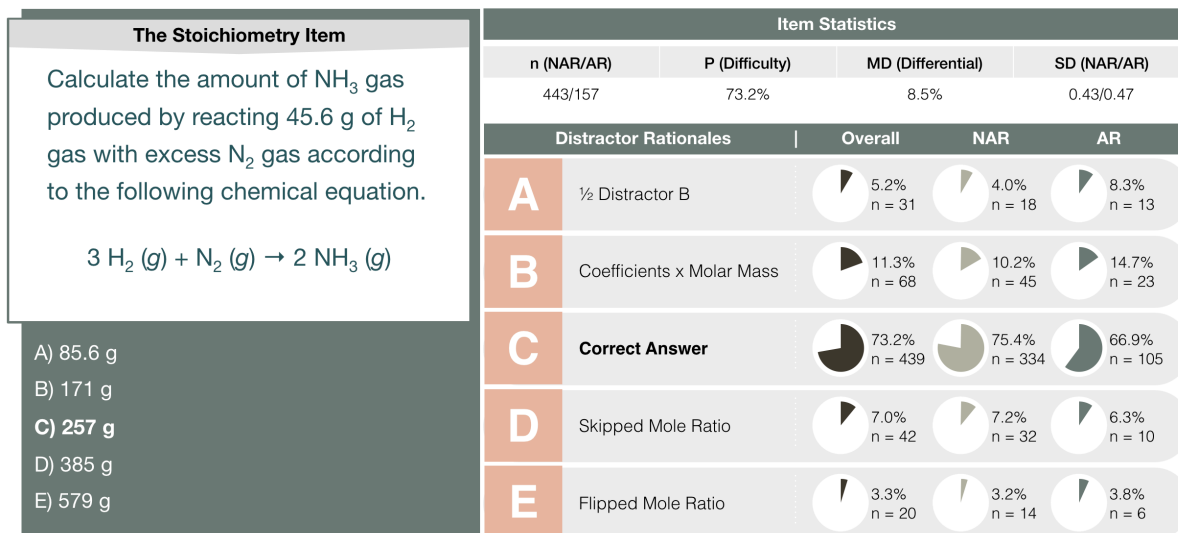 The Stoichiometry Item
Calculate the amount of NH₃ gas
produced by reacting 45.6 g of H₂
gas with excess N₂ gas according
to the following chemical equation.
3 H₂ (g) + N₂ (g) → 2 NH₃ (g)
A) 85.6 g
B) 171 g
C) 257 g
D) 385 g
E) 579 g
Item Statistics
n (NAR/AR) P (Difficulty) MD (Differential) SD (NAR/AR)
443/157 73.2% 8.5% 0.43/0.47
Distractor Rationales | Overall NAR AR
A ½ Distractor B 5.2% 4.0% 8.3%
n = 31 n = 18 n = 13
B Coefficients x Molar Mass 11.3% 10.2% 14.7%
n = 68 n = 45 n = 23
C Correct Answer 73.2% 75.4% 66.9%
n = 439 n = 334 n = 105
D Skipped Mole Ratio 7.0% 7.2% 6.3%
n = 42 n = 32 n = 10
E Flipped Mole Ratio 3.3% 3.2% 3.8%
n = 20 n = 14 n = 6